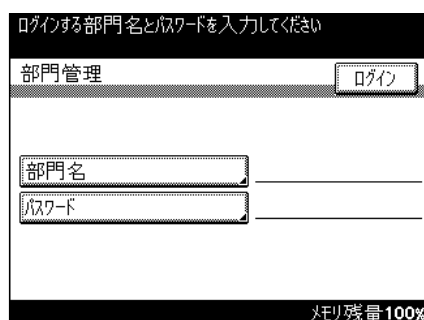 ログインする部門名とパスワードを入力してください
部門管理
ログイン
部門名
パスワード
メモリ残量100%